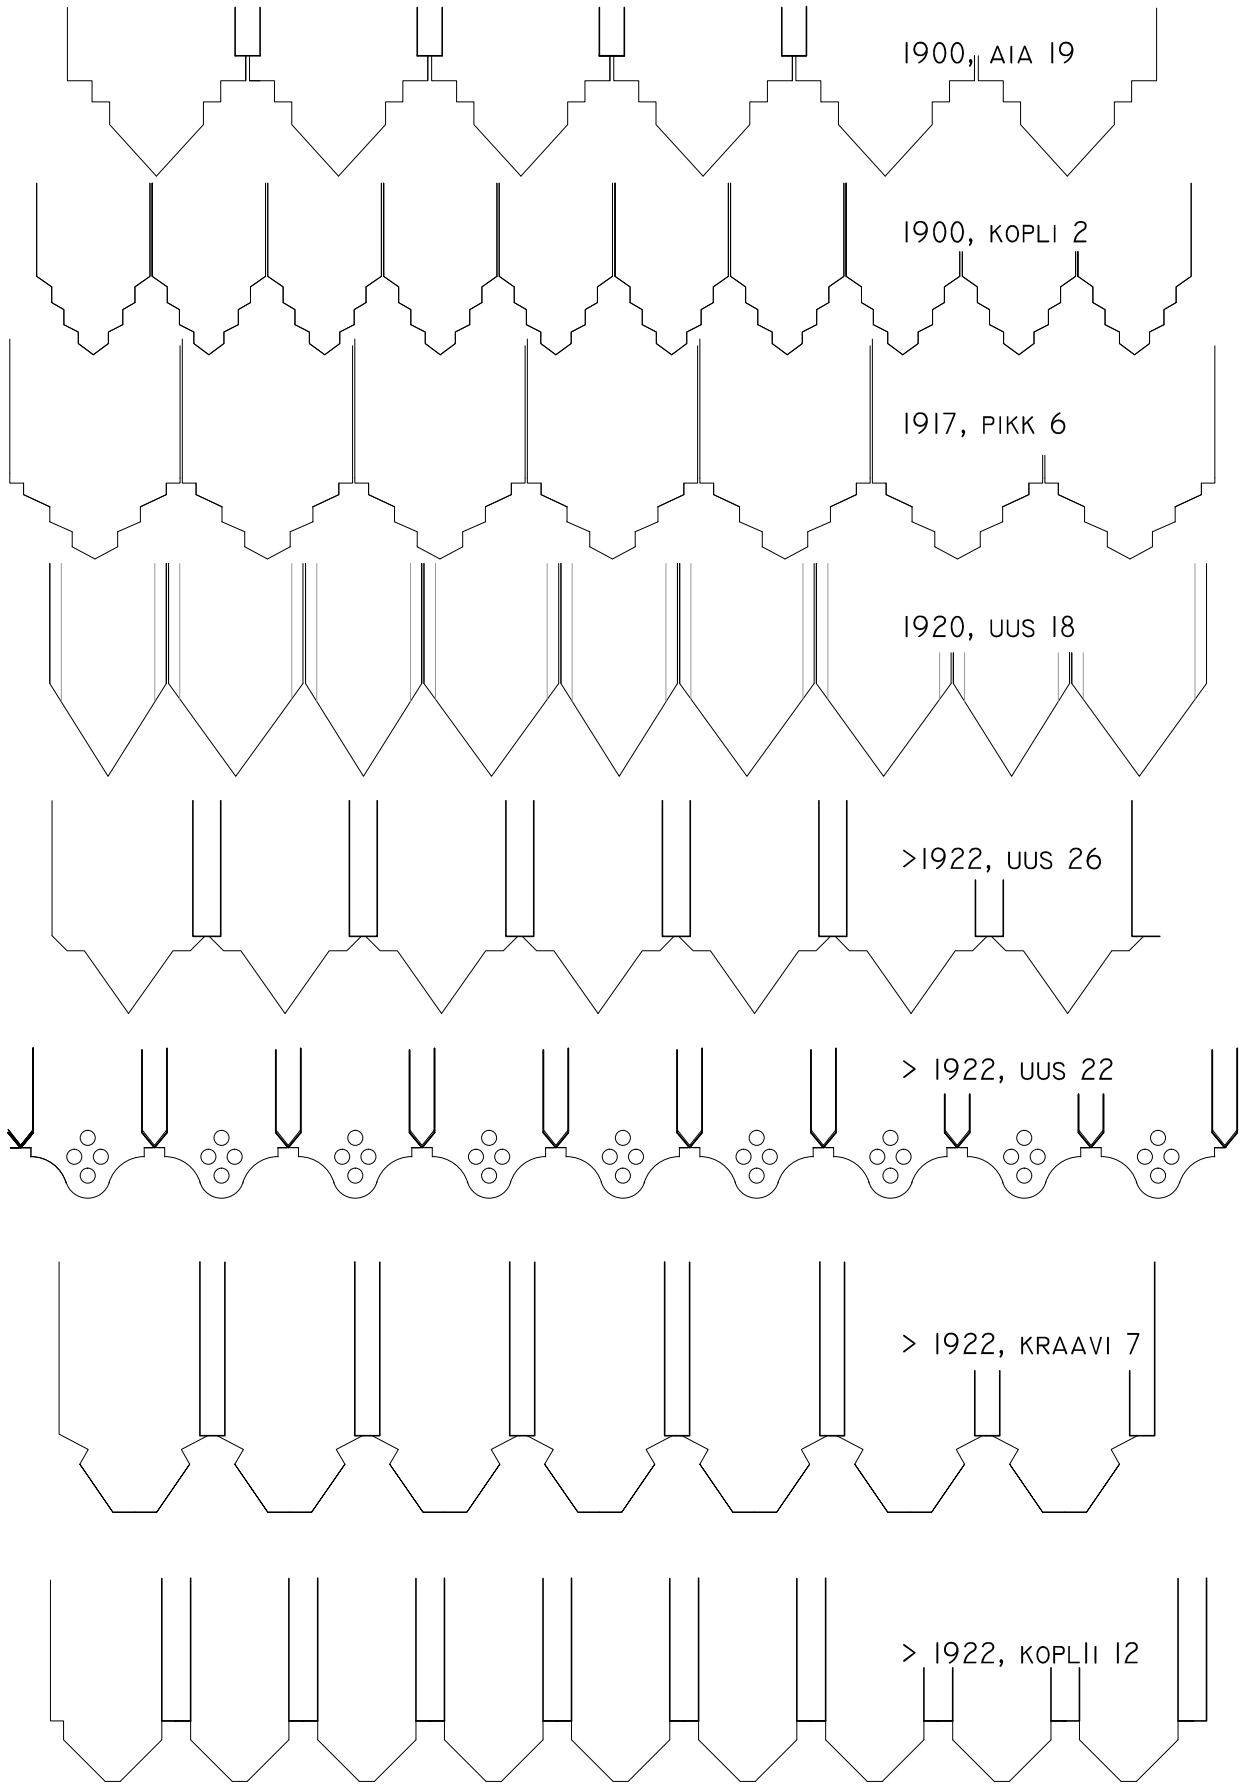 1900, AIA 19
1900, KOPLI 2
1917, PIKK 6
1920, UUS 18
>1922, UUS 26
> 1922, UUS 22
> 1922, KRAAVI 7
> 1922, KOPLII 12